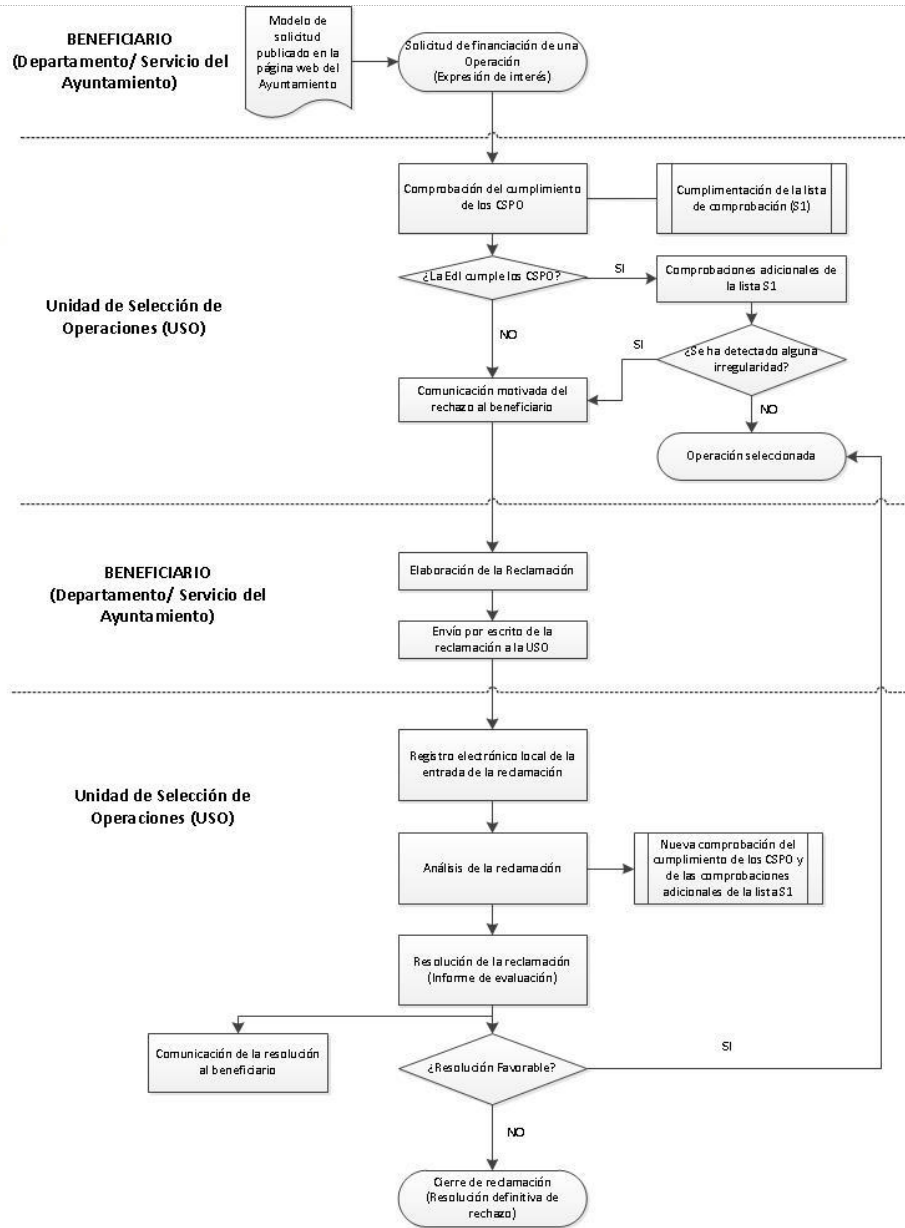 BENEFICIARIO
(Departamento/ Servicio del
Ayuntamiento)
Modelo de
solicitud
publicado en la
página web del
Ayuntamiento
Solicitud de financiación de una
Operación
(Expresión de interés)
Unidad de Selección de
Operaciones (USO)
Comprobación del cumplimiento
de los CSPO
Cumplimentación de la lista
de comprobación (S1)
¿La EdI cumple los CSPO?
SI
Comprobaciones adicionales de
la lista S1
NO
SI
¿Se ha detectado alguna
irregularidad?
Comunicación motivada del
rechazo al beneficiario
NO
Operación seleccionada
BENEFICIARIO
(Departamento/ Servicio del
Ayuntamiento)
Elaboración de la Reclamación
Envío por escrito de la
reclamación a la USO
Unidad de Selección de
Operaciones (USO)
Registro electrónico local de la
entrada de la reclamación
Análisis de la reclamación
Nueva comprobación del
cumplimiento de los CSPO y
de las comprobaciones
adicionales de la lista S1
Resolución de la reclamación
(Informe de evaluación)
Comunicación de la resolución
al beneficiario
¿Resolución Favorable?
SI
NO
Cierre de reclamación
(Resolución definitiva de
rechazo)